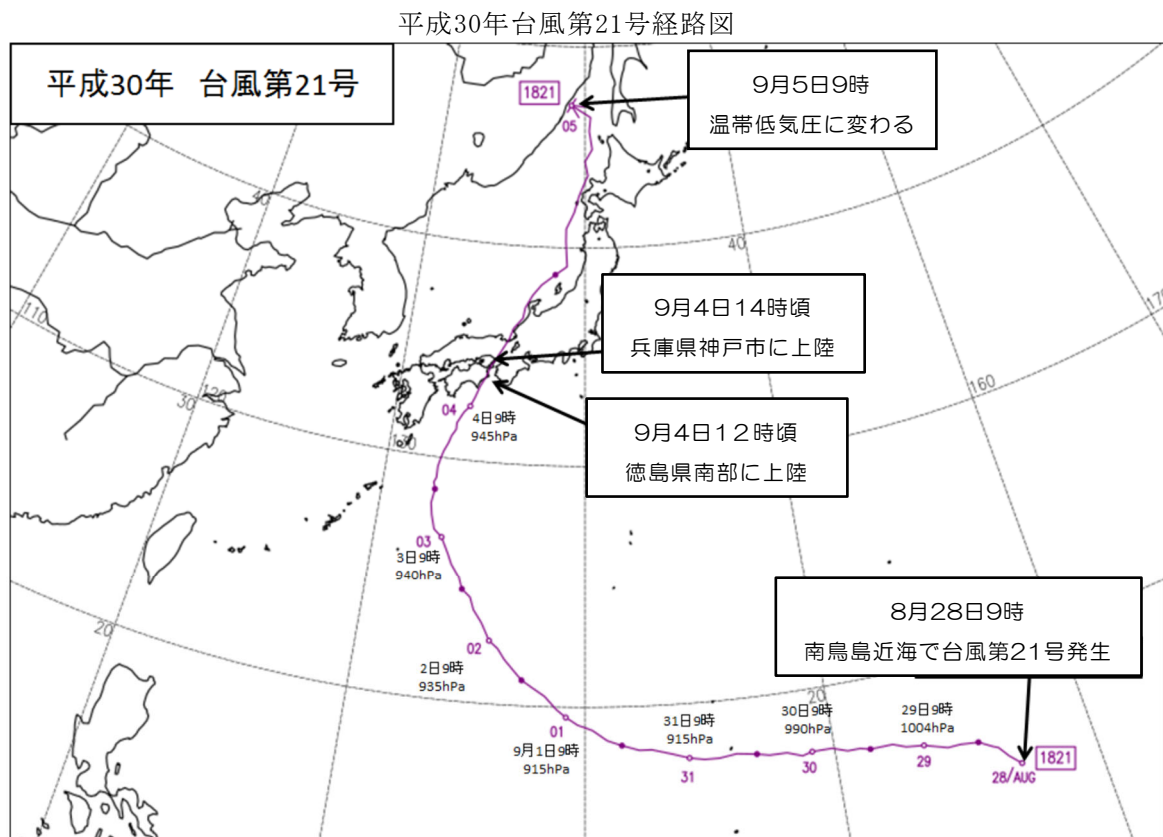 平成30年台風第21号経路図
平成30年 台風第21号
1821
05
9月5日9時
温帯低気圧に変わる
40
40
110
120
30
130
160
170
9月4日14時頃
兵庫県神戸市に上陸
04
4日9時
945hPa
9月4日12時頃
徳島県南部に上陸
03
3日9時
940hPa
8月28日9時
南鳥島近海で台風第21号発生
20
20
02
2日9時
935hPa
01
9月1日9時
915hPa
31日9時
915hPa
31
30日9時
990hPa
30
29日9時
1004hPa
29
28/AUG
1821